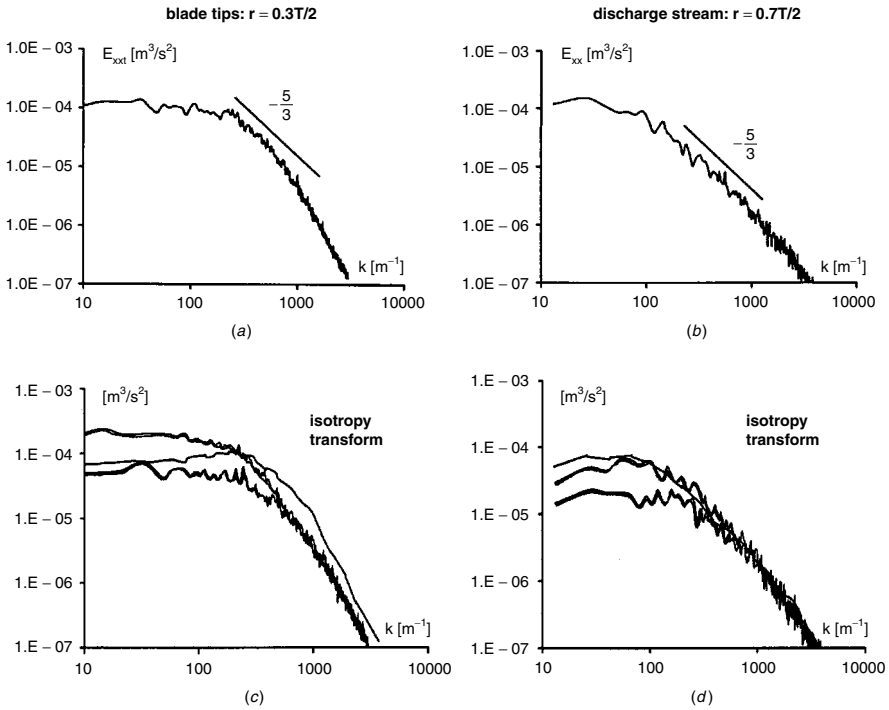 blade tips: r = 0.3T/2
discharge stream: r = 0.7T/2
E_xxt [m³/s²]
1.0E − 03
1.0E − 04
1.0E − 05
1.0E − 06
1.0E − 07
−5/3
k [m⁻¹]
10 100 1000 10000
(a)
E_xx [m³/s²]
1.0E − 03
1.0E − 04
1.0E − 05
1.0E − 06
1.0E − 07
−5/3
k [m⁻¹]
10 100 1000 10000
(b)
[m³/s²]
1.E − 03
1.E − 04
1.E − 05
1.E − 06
1.E − 07
isotropy
transform
k [m⁻¹]
10 100 1000 10000
(c)
[m³/s²]
1.E − 03
1.E − 04
1.E − 05
1.E − 06
1.E − 07
isotropy
transform
k [m⁻¹]
10 100 1000 10000
(d)